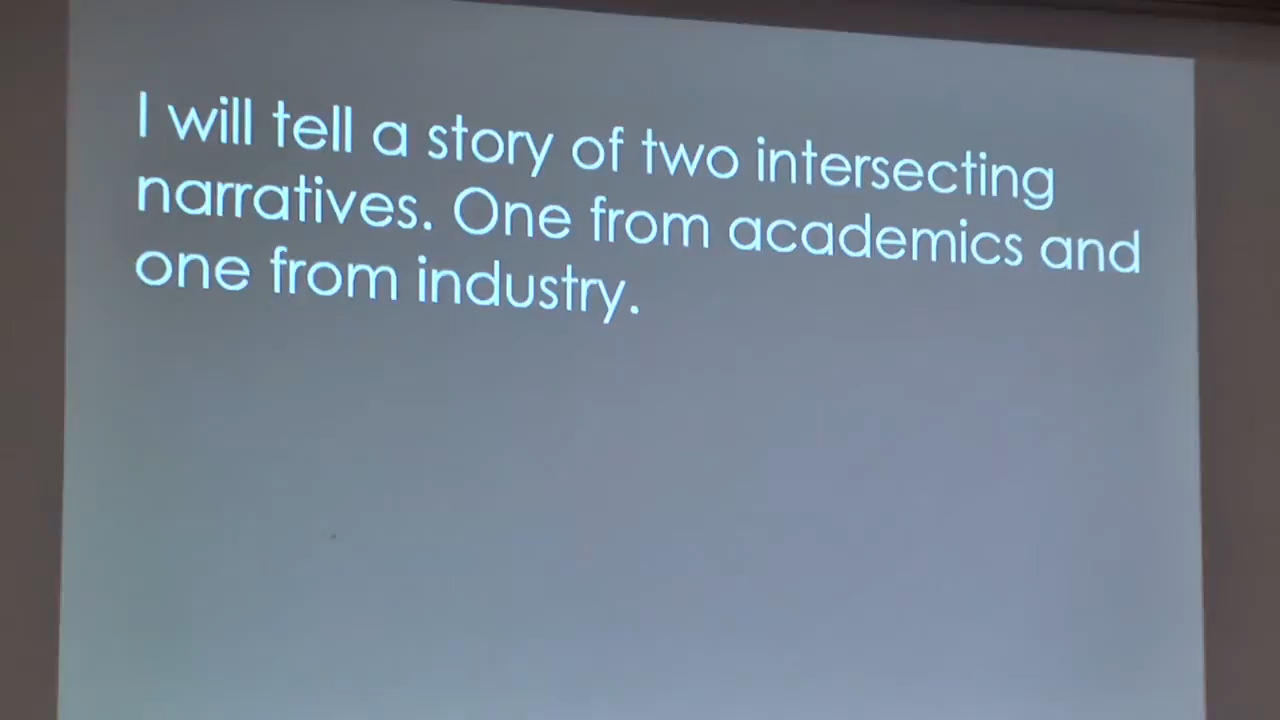 I will tell a story of two intersecting
narratives. One from academics and
one from industry.